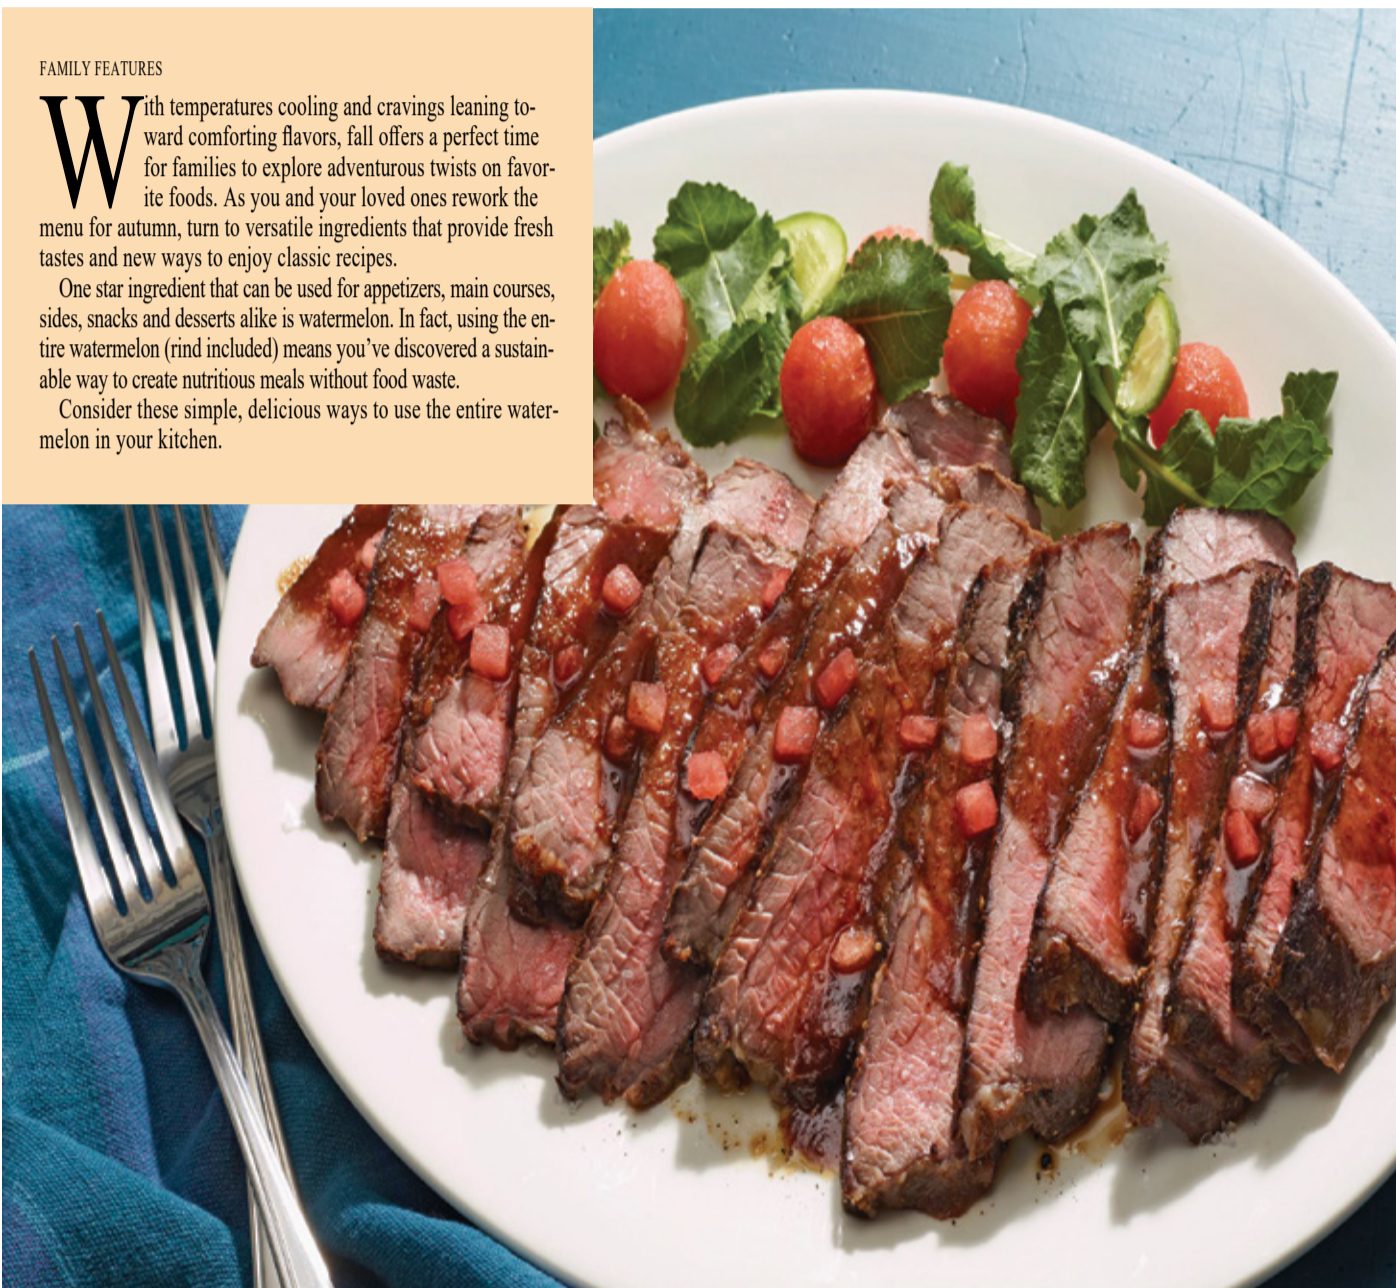 FAMILY FEATURES
With temperatures cooling and cravings leaning to-
ward comforting flavors, fall offers a perfect time
for families to explore adventurous twists on favor-
ite foods. As you and your loved ones rework the
menu for autumn, turn to versatile ingredients that provide fresh
tastes and new ways to enjoy classic recipes.
One star ingredient that can be used for appetizers, main courses,
sides, snacks and desserts alike is watermelon. In fact, using the en-
tire watermelon (rind included) means you’ve discovered a sustain-
able way to create nutritious meals without food waste.
Consider these simple, delicious ways to use the entire water-
melon in your kitchen.